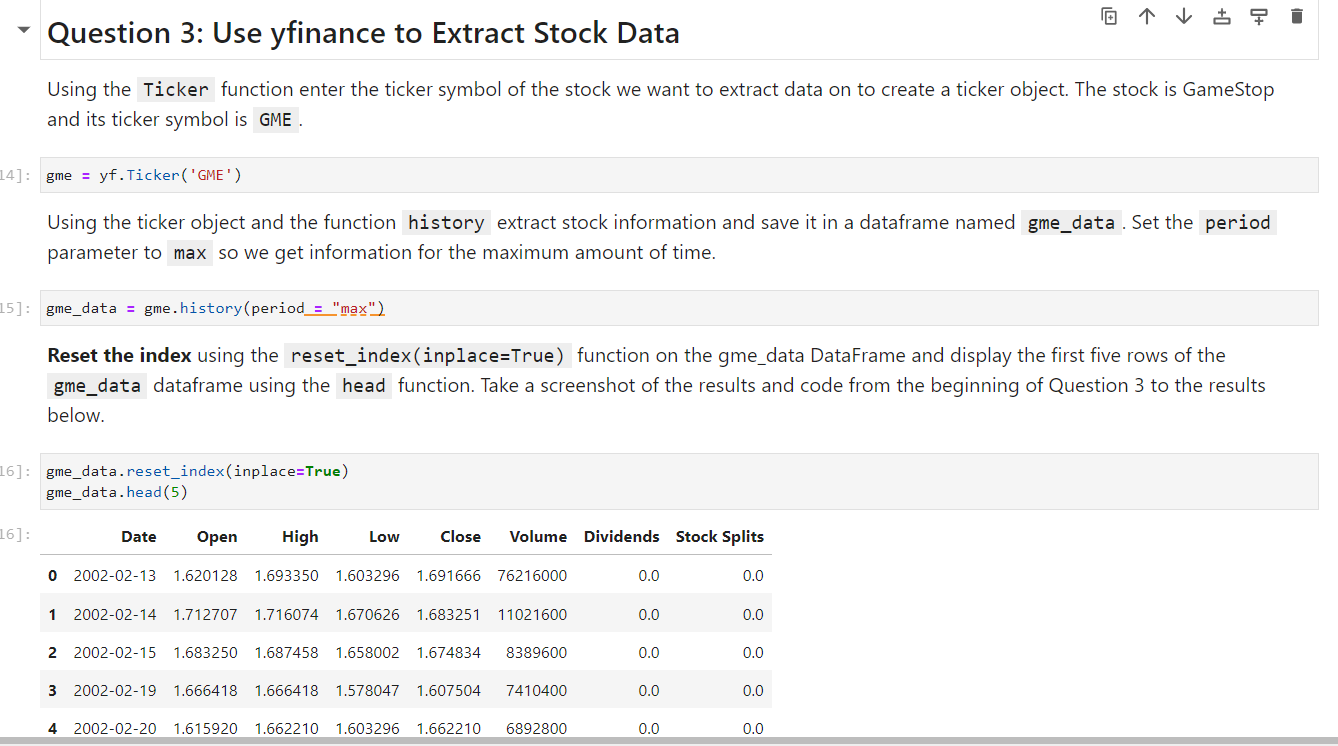 Question 3: Use yfinance to Extract Stock Data
Using the Ticker function enter the ticker symbol of the stock we want to extract data on to create a ticker object. The stock is GameStop
and its ticker symbol is GME .
14]: gme = yf.Ticker('GME')
Using the ticker object and the function history extract stock information and save it in a dataframe named gme_data . Set the period
parameter to max so we get information for the maximum amount of time.
15]: gme_data = gme.history(period = "max")
Reset the index using the reset_index(inplace=True) function on the gme_data DataFrame and display the first five rows of the
gme_data dataframe using the head function. Take a screenshot of the results and code from the beginning of Question 3 to the results
below.
16]: gme_data.reset_index(inplace=True)
gme_data.head(5)
16]: Date Open High Low Close Volume Dividends Stock Splits
0 2002-02-13 1.620128 1.693350 1.603296 1.691666 76216000 0.0 0.0
1 2002-02-14 1.712707 1.716074 1.670626 1.683251 11021600 0.0 0.0
2 2002-02-15 1.683250 1.687458 1.658002 1.674834 8389600 0.0 0.0
3 2002-02-19 1.666418 1.666418 1.578047 1.607504 7410400 0.0 0.0
4 2002-02-20 1.615920 1.662210 1.603296 1.662210 6892800 0.0 0.0